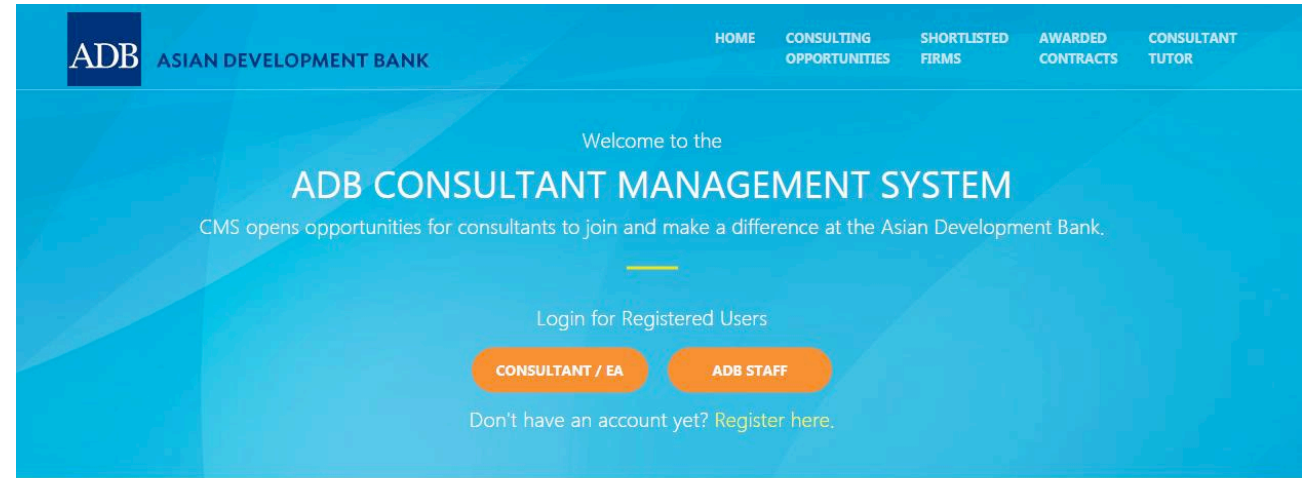 ADB ASIAN DEVELOPMENT BANK
HOME
CONSULTING
OPPORTUNITIES
SHORTLISTED
FIRMS
AWARDED
CONTRACTS
CONSULTANT
TUTOR
Welcome to the
ADB CONSULTANT MANAGEMENT SYSTEM
CMS opens opportunities for consultants to join and make a difference at the Asian Development Bank.
Login for Registered Users
CONSULTANT / EA
ADB STAFF
Don't have an account yet? Register here.